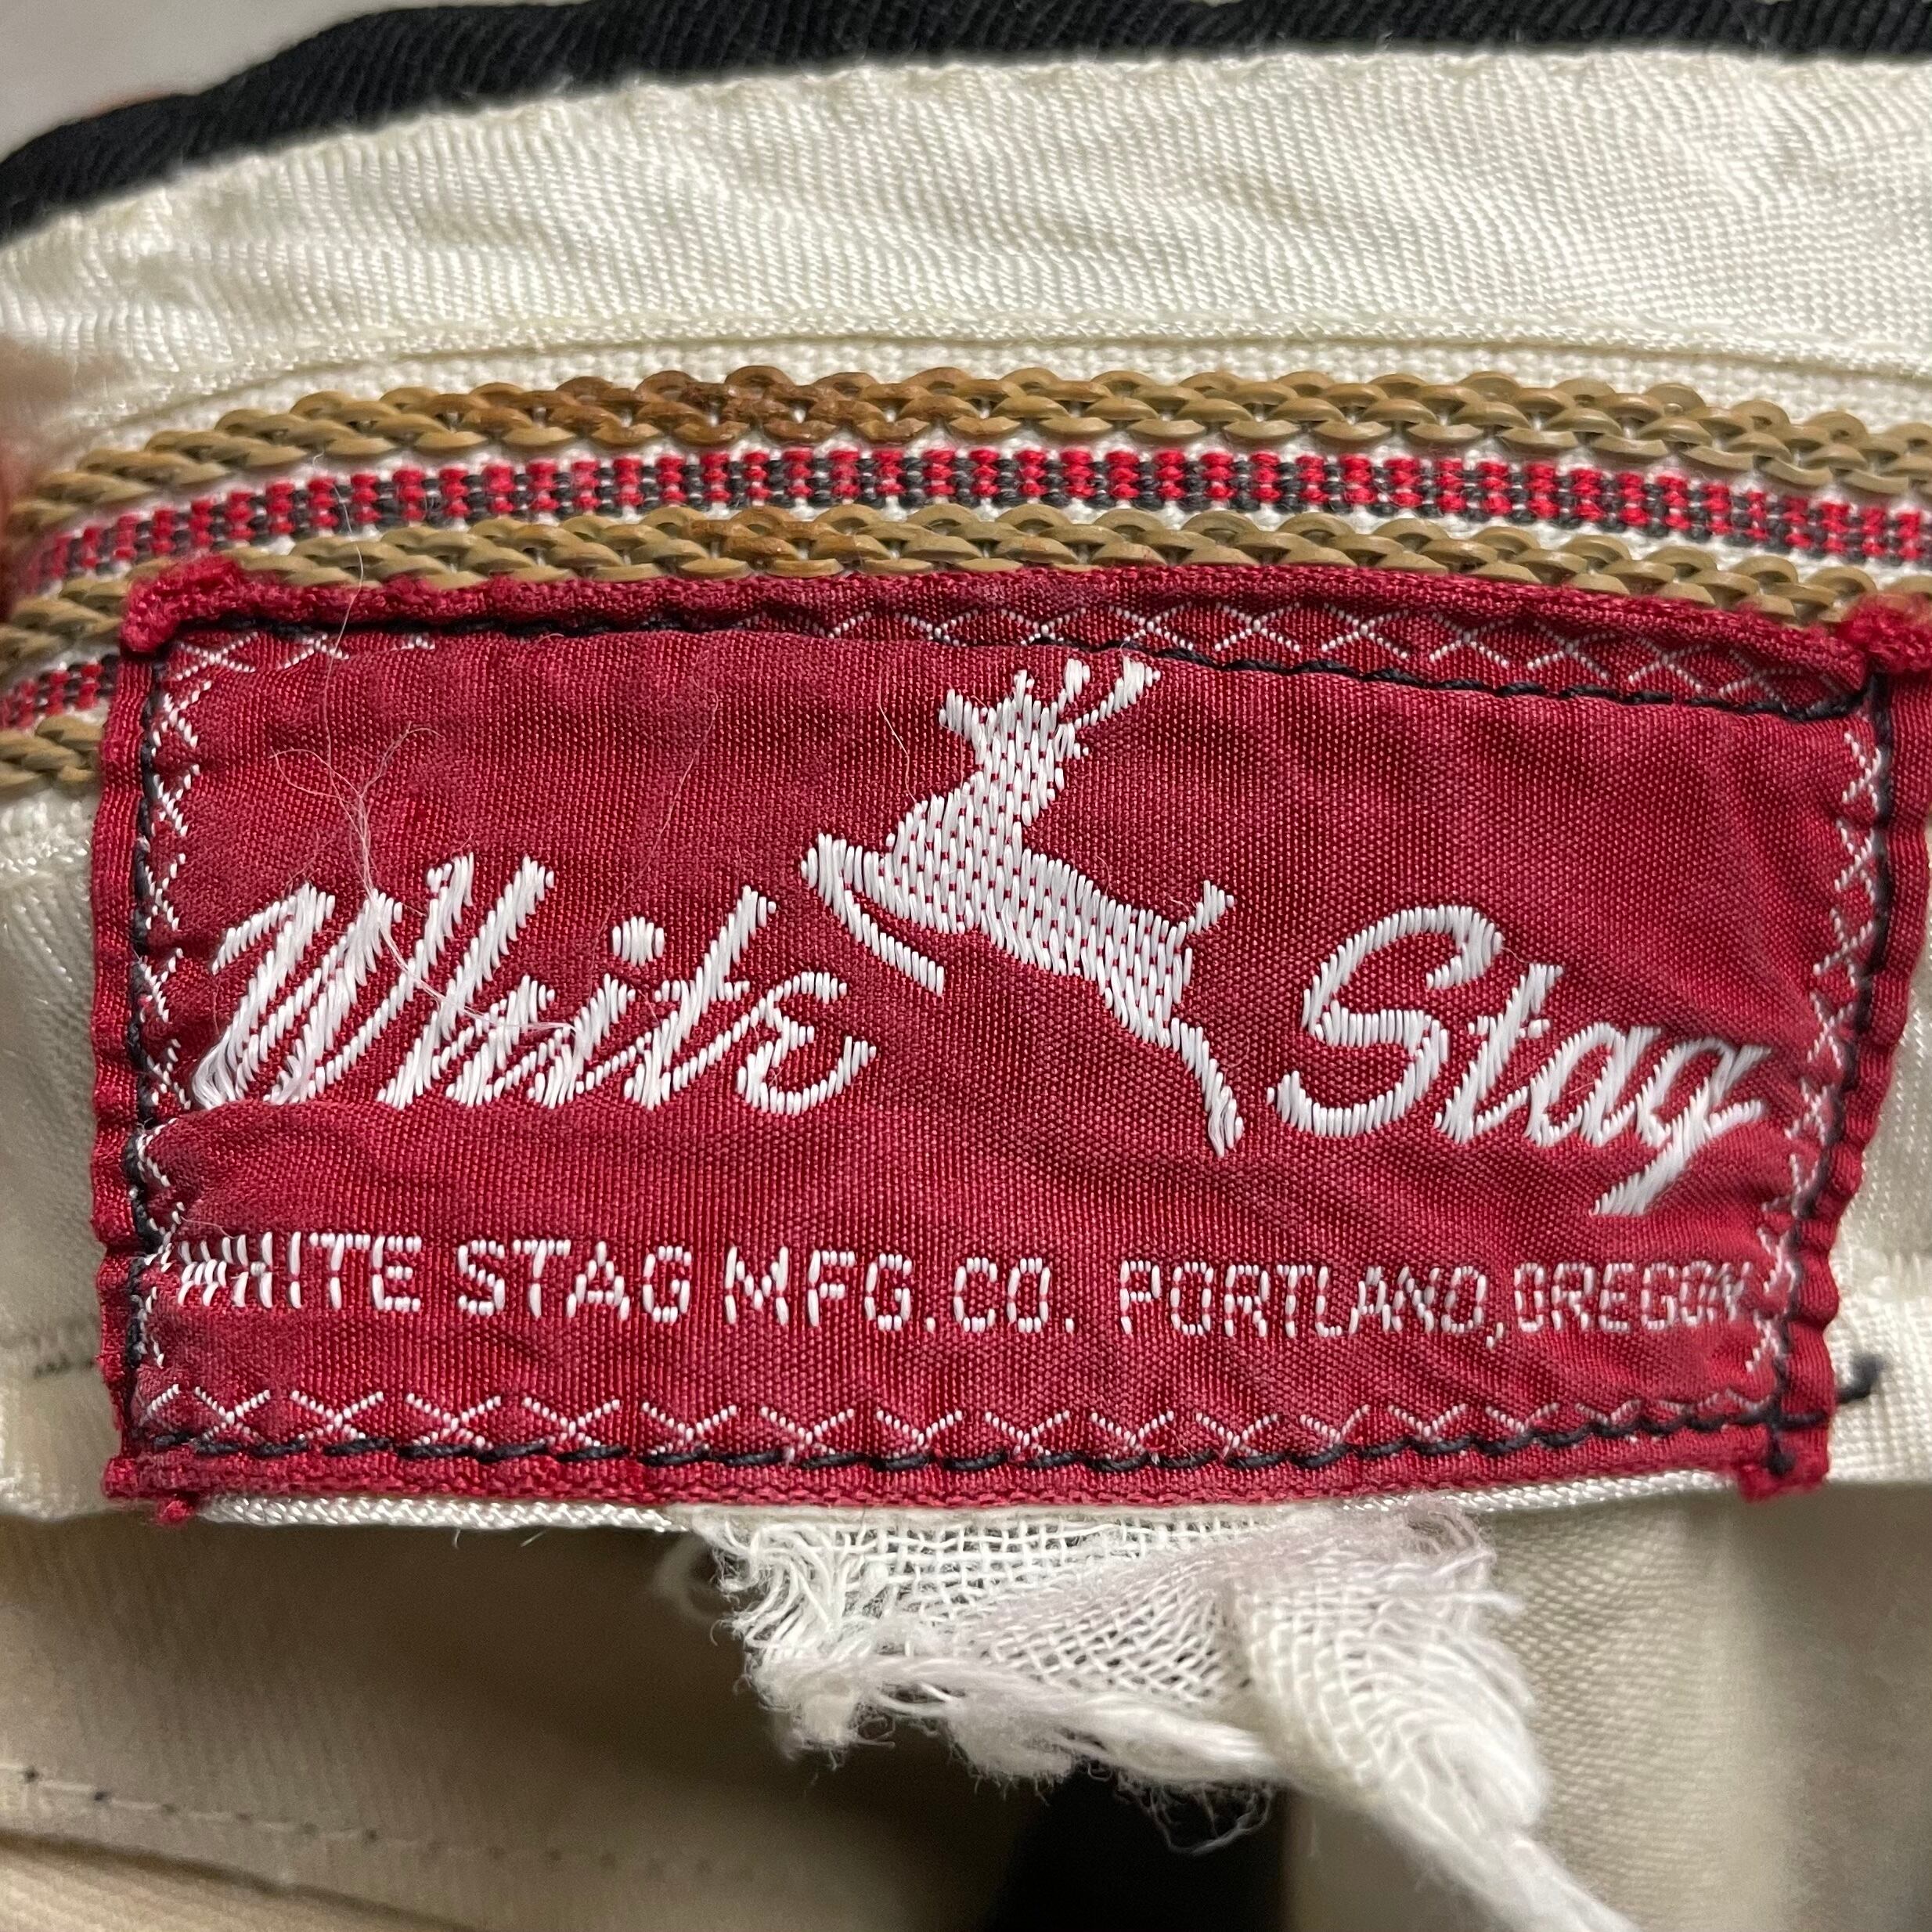 White Stag
WHITE STAG MFG.CO. PORTLAND,OREGON